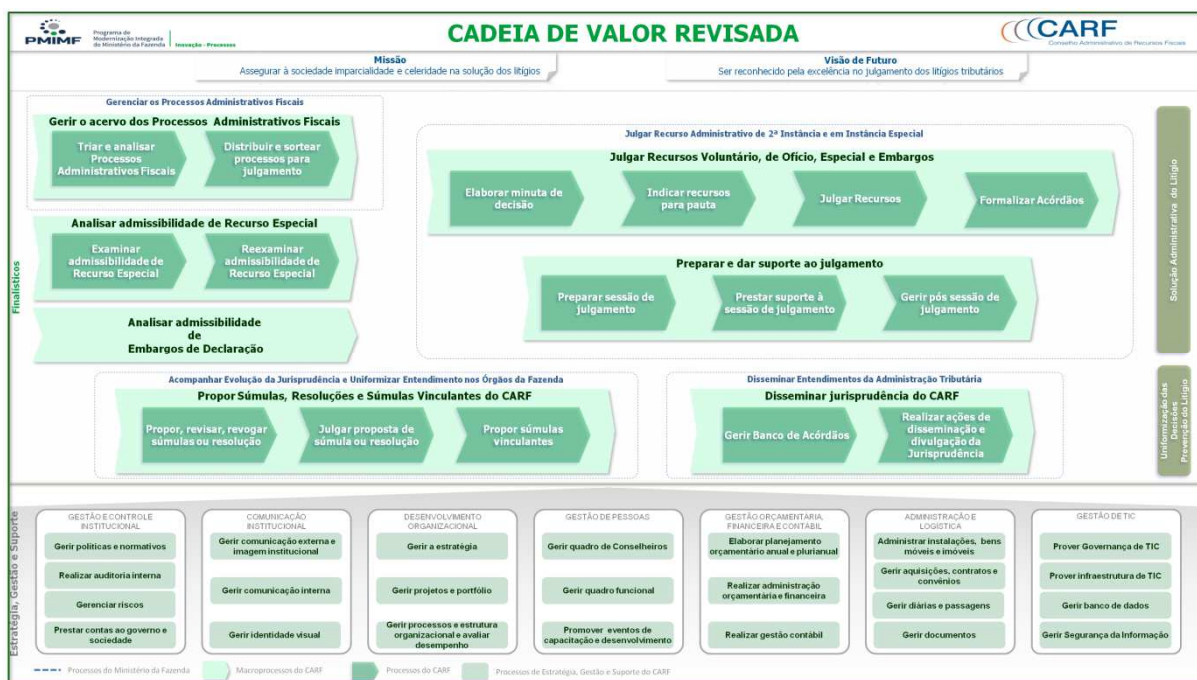 PMIMF
Programa de
Modernização Integrada
do Ministério da Fazenda
Inovação - Processos
CADEIA DE VALOR REVISADA
CARF
Conselho Administrativo de Recursos Fiscais
Missão
Assegurar à sociedade imparcialidade e celeridade na solução dos litígios
Visão de Futuro
Ser reconhecido pela excelência no julgamento dos litígios tributários
Finalísticos
Gerenciar os Processos Administrativos Fiscais
Gerir o acervo dos Processos Administrativos Fiscais
Triar e analisar
Processos
Administrativos Fiscais
Distribuir e sortear
processos para
julgamento
Analisar admissibilidade de Recurso Especial
Examinar
admissibilidade de
Recurso Especial
Reexaminar
admissibilidade de
Recurso Especial
Analisar admissibilidade
de
Embargos de Declaração
Julgar Recurso Administrativo de 2ª Instância e em Instância Especial
Julgar Recursos Voluntário, de Ofício, Especial e Embargos
Elaborar minuta de
decisão
Indicar recursos
para pauta
Julgar Recursos
Formalizar Acórdãos
Preparar e dar suporte ao julgamento
Preparar sessão de
julgamento
Prestar suporte à
sessão de julgamento
Gerir pós sessão de
julgamento
Solução Administrativa do Litígio
Acompanhar Evolução da Jurisprudência e Uniformizar Entendimento nos Órgãos da Fazenda
Propor Súmulas, Resoluções e Súmulas Vinculantes do CARF
Propor, revisar, revogar
súmulas ou resolução
Julgar proposta de
súmula ou resolução
Propor súmulas
vinculantes
Disseminar Entendimentos da Administração Tributária
Disseminar jurisprudência do CARF
Gerir Banco de Acórdãos
Realizar ações de
disseminação e
divulgação da
Jurisprudência
Uniformização das
Decisões
Prevenção do Litígio
Estratégia, Gestão e Suporte
GESTÃO E CONTROLE
INSTITUCIONAL
Gerir políticas e normativos
Realizar auditoria interna
Gerenciar riscos
Prestar contas ao governo e
sociedade
COMUNICAÇÃO
INSTITUCIONAL
Gerir comunicação externa e
imagem institucional
Gerir comunicação interna
Gerir identidade visual
DESENVOLVIMENTO
ORGANIZACIONAL
Gerir a estratégia
Gerir projetos e portfólio
Gerir processos e estrutura
organizacional e avaliar
desempenho
GESTÃO DE PESSOAS
Gerir quadro de Conselheiros
Gerir quadro funcional
Promover eventos de
capacitação e desenvolvimento
GESTÃO ORÇAMENTÁRIA,
FINANCEIRA E CONTÁBIL
Elaborar planejamento
orçamentário anual e plurianual
Realizar administração
orçamentária e financeira
Realizar gestão contábil
ADMINISTRAÇÃO E
LOGÍSTICA
Administrar instalações, bens
móveis e imóveis
Gerir aquisições, contratos e
convênios
Gerir diárias e passagens
Gerir documentos
GESTÃO DE TIC
Prover Governança de TIC
Prover infraestrutura de TIC
Gerir banco de dados
Gerir Segurança da Informação
Processos do Ministério da Fazenda
Macroprocessos do CARF
Processos do CARF
Processos de Estratégia, Gestão e Suporte do CARF